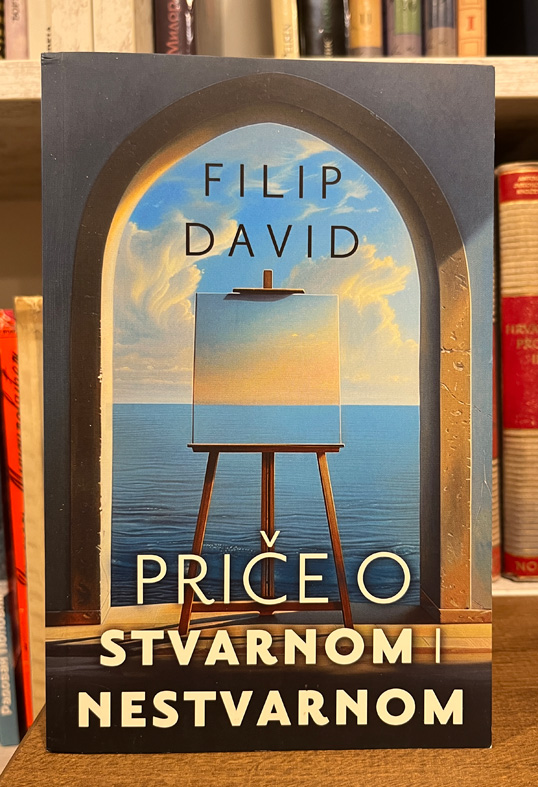 FILIP
DAVID
PRIČE O
STVARNOM I
NESTVARNOM